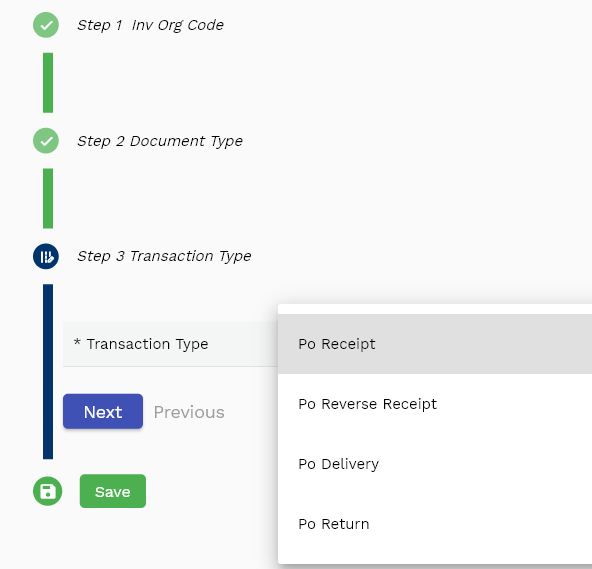 Step 1  Inv Org Code
Step 2 Document Type
Step 3 Transaction Type
* Transaction Type
Po Receipt
Po Reverse Receipt
Next
Previous
Po Delivery
Save
Po Return